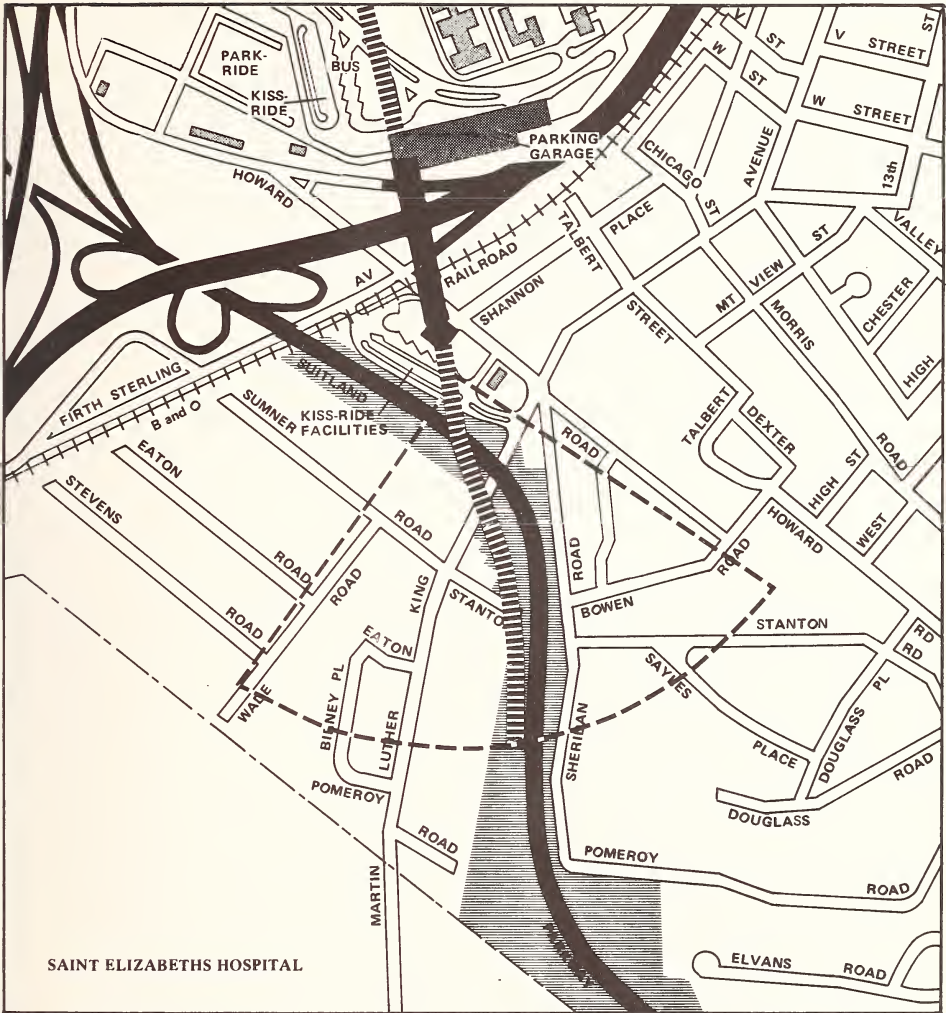 PARK-
RIDE
BUS
KISS-
RIDE
PARKING
GARAGE
W
ST
ST
V
STREET
ST
W
STREET
13th
AVENUE
CHICAGO
ST
VALLEY
HOWARD
AV
RAILROAD
TALBERT
PLACE
ST
MT
VIEW
CHESTER
HIGH
SHANNON
STREET
MORRIS
FIRTH STERLING
B and O
SUITLAND
KISS-RIDE
FACILITIES
SUMNER
EATON
STEVENS
ROAD
ROAD
ROAD
ROAD
WADE
KING
STANTO
EATON
BIRNEY PL
LUTHER
POMEROY
ROAD
MARTIN
ROAD
ROAD
TALBERT
DEXTER
HIGH
ST
WEST
ROAD
HOWARD
ROAD
BOWEN
STANTON
RD
RD
SAYLES
PLACE
DOUGLASS
PL
ROAD
DOUGLASS
SHERIDAN
POMEROY
ROAD
ELVANS
ROAD
SAINT ELIZABETHS HOSPITAL